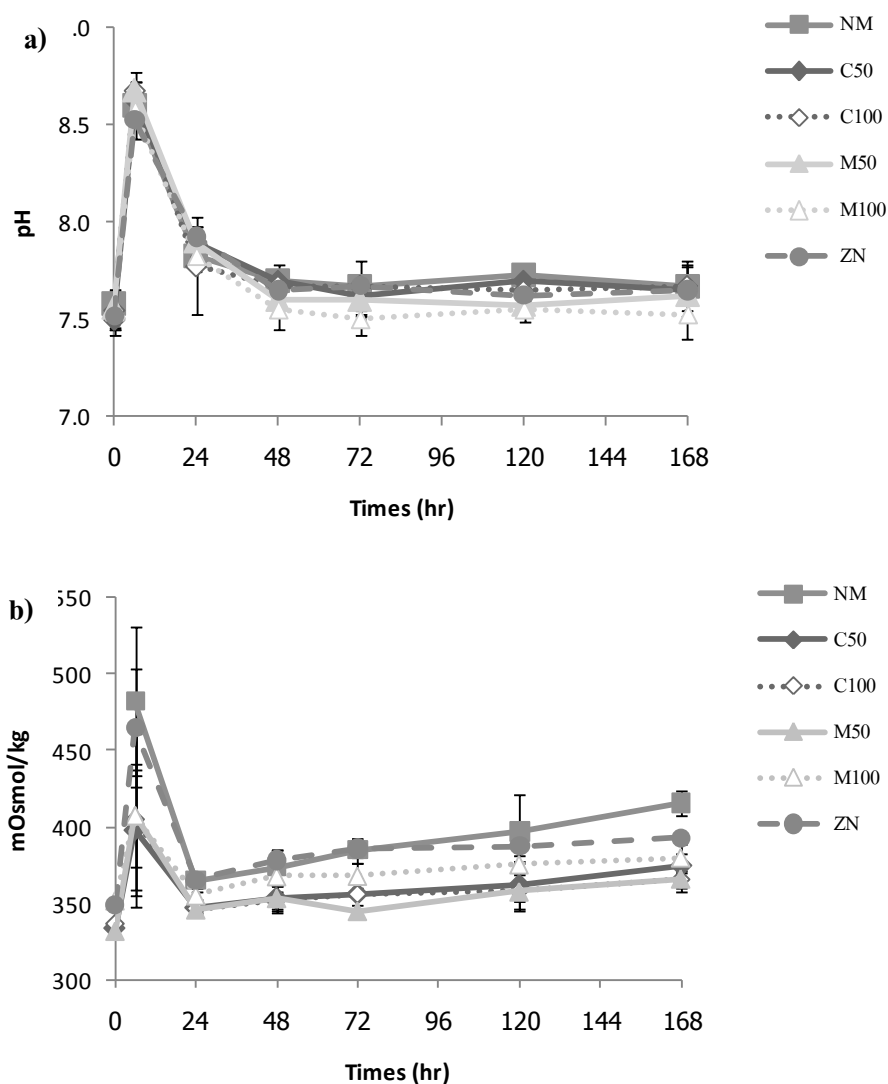 a)
.0
8.5
8.0
7.5
7.0
pH
0 24 48 72 96 120 144 168
Times (hr)
NM
C50
C100
M50
M100
ZN
b)
550
500
450
400
350
300
mOsmol/kg
0 24 48 72 96 120 144 168
Times (hr)
NM
C50
C100
M50
M100
ZN